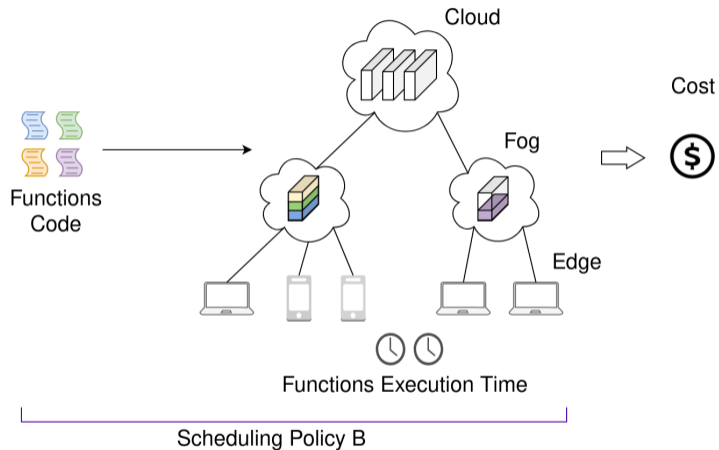 Cloud
Cost
Fog
Functions
Code
Edge
Functions Execution Time
Scheduling Policy B